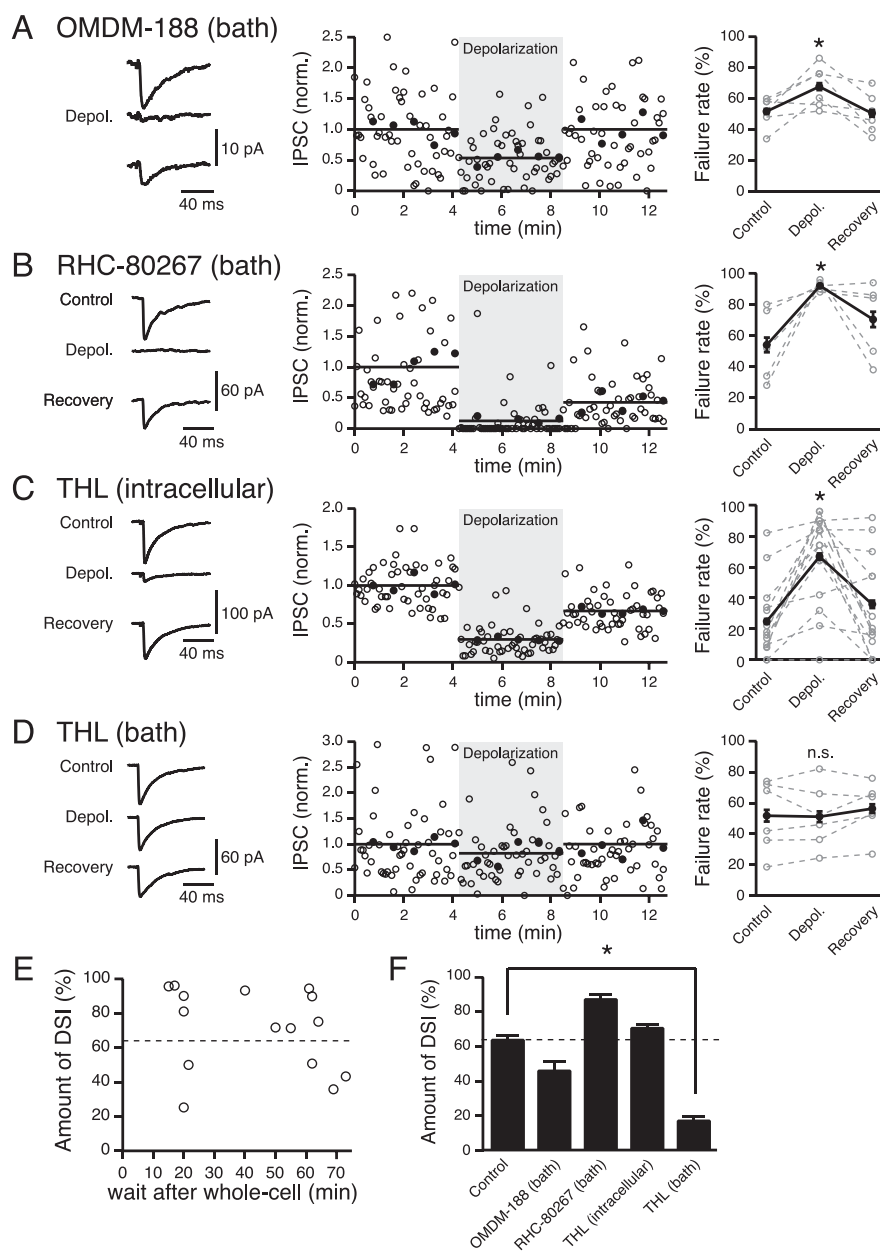 A OMDM-188 (bath)
Depol.
10 pA
40 ms
IPSC (norm.)
2.5
2.0
1.5
1.0
0.5
0
Depolarization
0 2 4 6 8 10 12
time (min)
Failure rate (%)
100
80
60
40
20
0
*
Control Depol. Recovery
B RHC-80267 (bath)
Control
Depol.
Recovery
60 pA
40 ms
IPSC (norm.)
2.5
2.0
1.5
1.0
0.5
0
Depolarization
0 2 4 6 8 10 12
time (min)
Failure rate (%)
100
80
60
40
20
0
*
Control Depol. Recovery
C THL (intracellular)
Control
Depol.
Recovery
100 pA
40 ms
IPSC (norm.)
2.0
1.5
1.0
0.5
0
Depolarization
0 2 4 6 8 10 12
time (min)
Failure rate (%)
100
80
60
40
20
0
*
Control Depol. Recovery
D THL (bath)
Control
Depol.
Recovery
60 pA
40 ms
IPSC (norm.)
3.0
2.5
2.0
1.5
1.0
0.5
0
Depolarization
0 2 4 6 8 10 12
time (min)
Failure rate (%)
100
80
60
40
20
0
n.s.
Control Depol. Recovery
E
Amount of DSI (%)
100
80
60
40
20
0
0 10 20 30 40 50 60 70
wait after whole-cell (min)
F
Amount of DSI (%)
100
80
60
40
20
0
*
Control
OMDM-188 (bath)
RHC-80267 (bath)
THL (intracellular)
THL (bath)